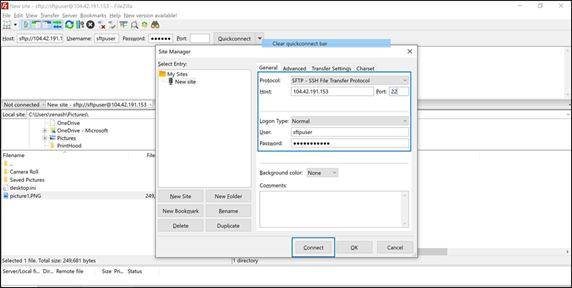 New site - sftp://sftpuser@104.42.191.153 - FileZilla
File Edit View Transfer Server Bookmarks Help New version available!
Host: sftp://104.42.191.153 Username: sftpuser Password: ●●●●●● Port: Quickconnect
Clear quickconnect bar
Site Manager
Select Entry:
My Sites
New site
General Advanced Transfer Settings Charset
Protocol: SFTP - SSH File Transfer Protocol
Host: 104.42.191.153 Port: 22
Logon Type: Normal
User: sftpuser
Password: ●●●●●●●●●●●
Background color: None
Comments:
New Site New Folder
New Bookmark Rename
Delete Duplicate
Connect OK Cancel
Not connected New site - sftp://sftpuser@104.42.191.153
Local site: C:\Users\renash\Pictures\
OneDrive
OneDrive - Microsoft
Pictures
PrintHood
Filename
..
Camera Roll
Saved Pictures
desktop.ini
picture1.PNG 249,
Selected 1 file. Total size: 249,681 bytes
1 directory
Server/Local fi... Dir... Remote file Size Pri... Status